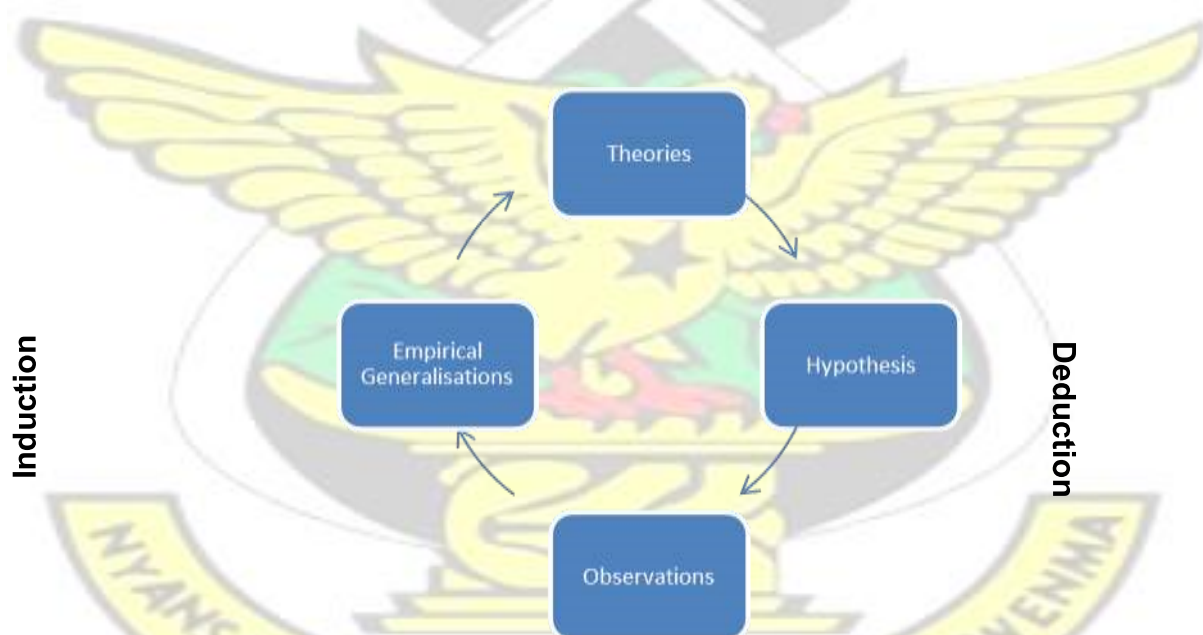 Theories
Empirical
Generalisations
Hypothesis
Observations
Induction
Deduction